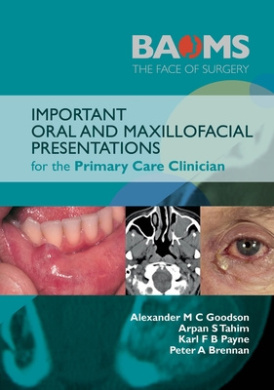 BAOMS
THE FACE OF SURGERY
IMPORTANT
ORAL AND MAXILLOFACIAL
PRESENTATIONS
for the Primary Care Clinician
Alexander M C Goodson
Arpan S Tahim
Karl F B Payne
Peter A Brennan